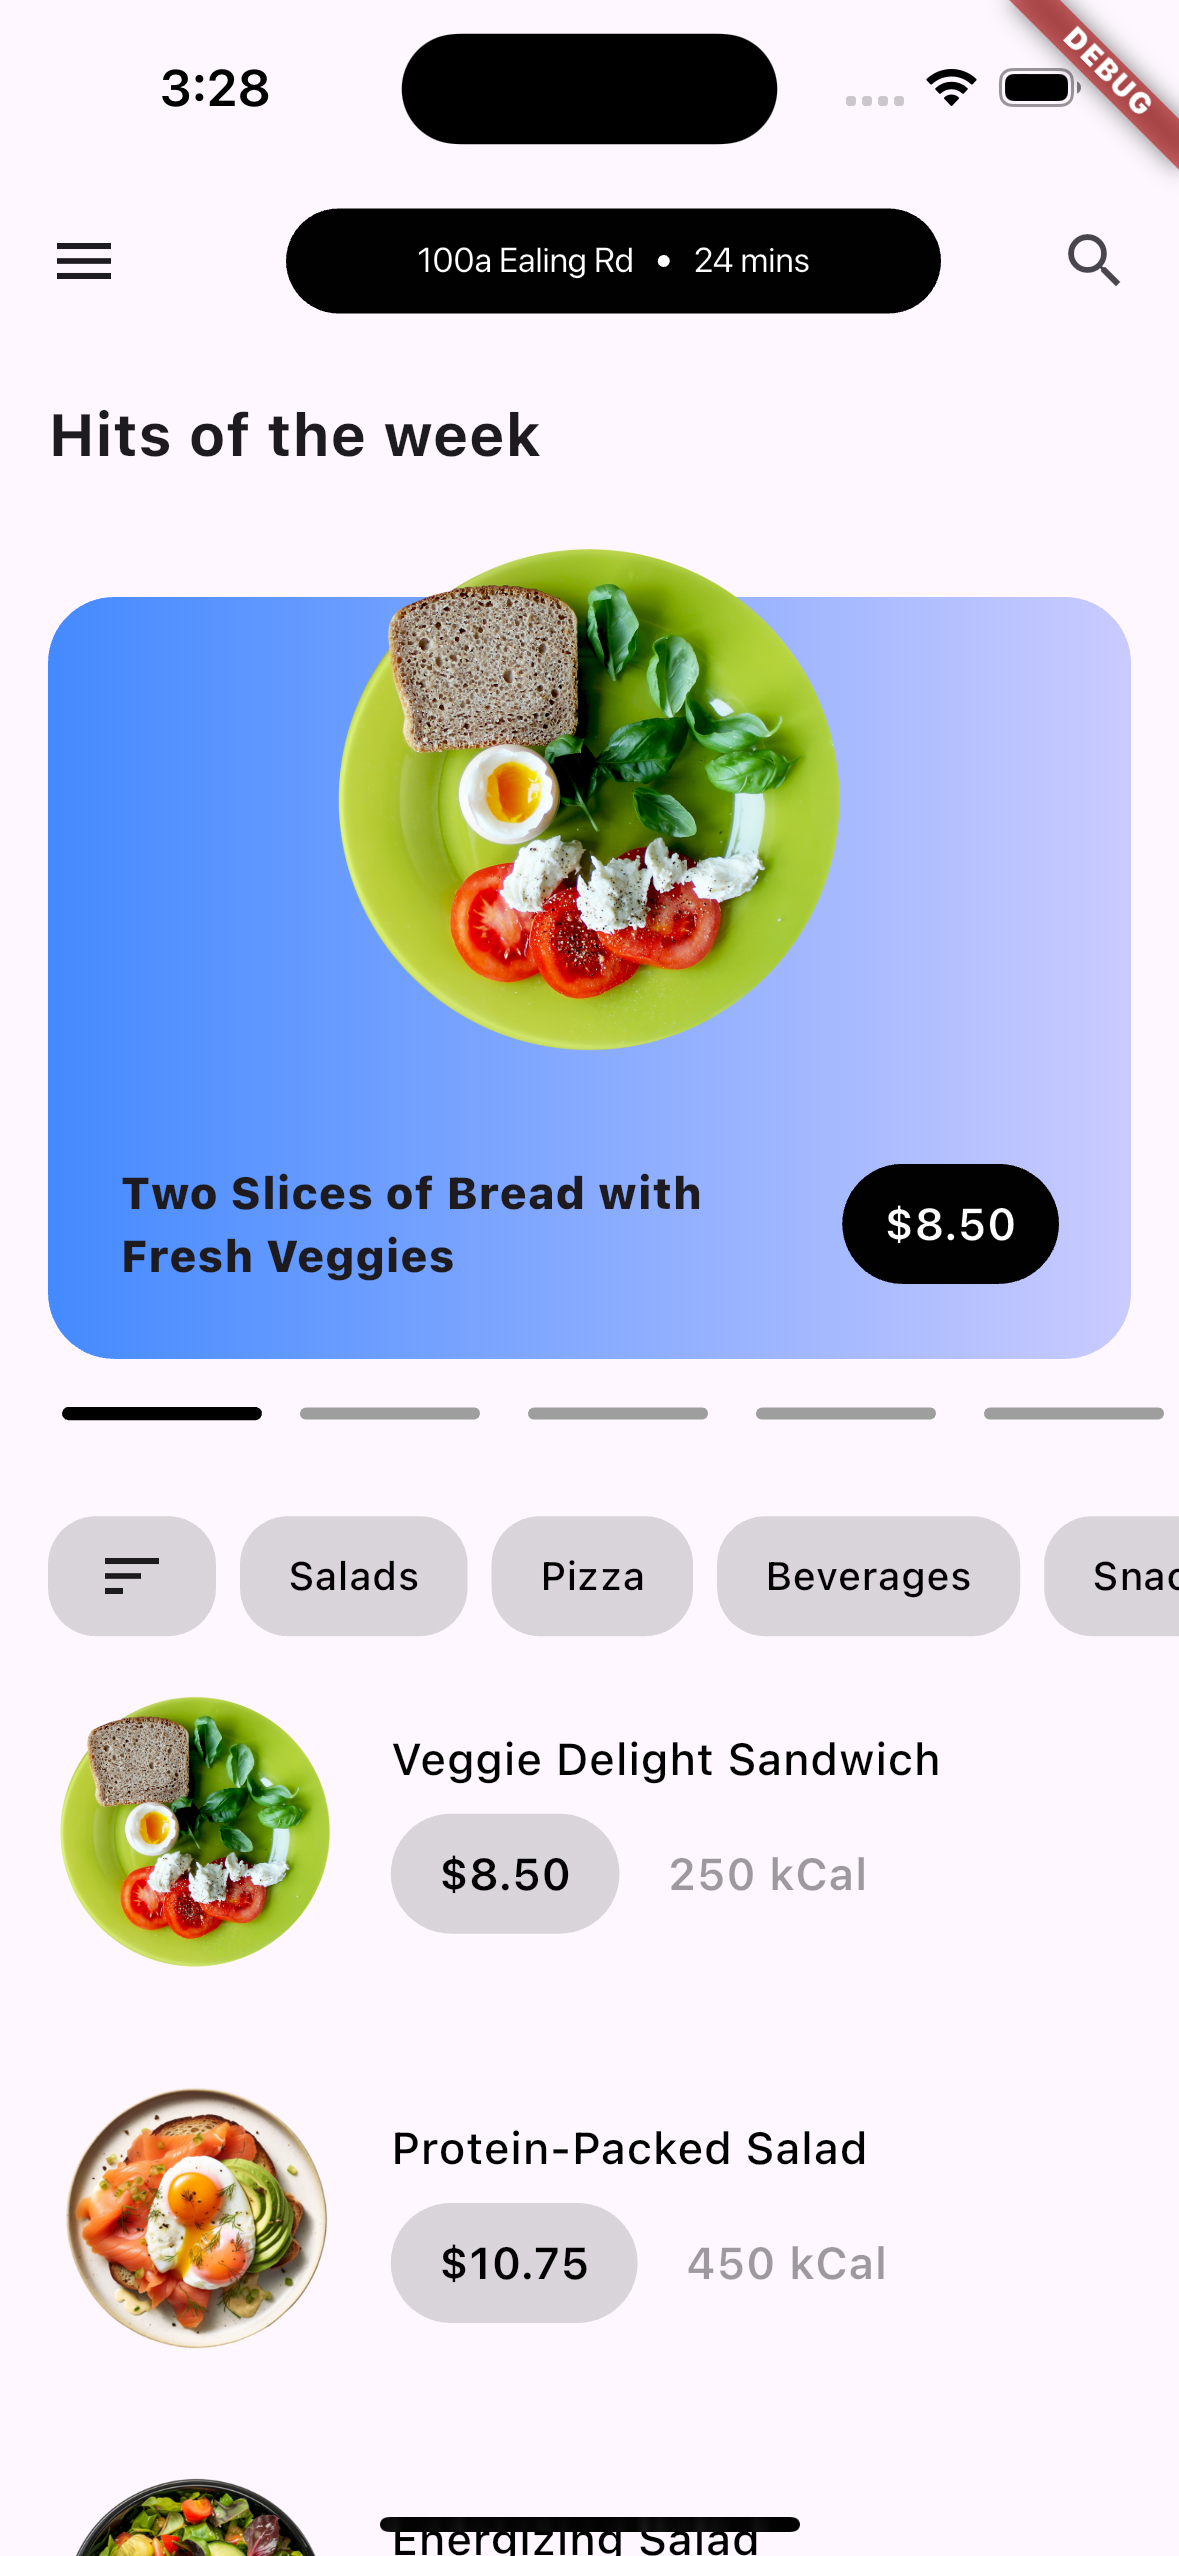 3:28
DEBUG
100a Ealing Rd • 24 mins
Hits of the week
Two Slices of Bread with
Fresh Veggies
$8.50
Salads
Pizza
Beverages
Snac
Veggie Delight Sandwich
$8.50
250 kCal
Protein-Packed Salad
$10.75
450 kCal
Energizing Salad